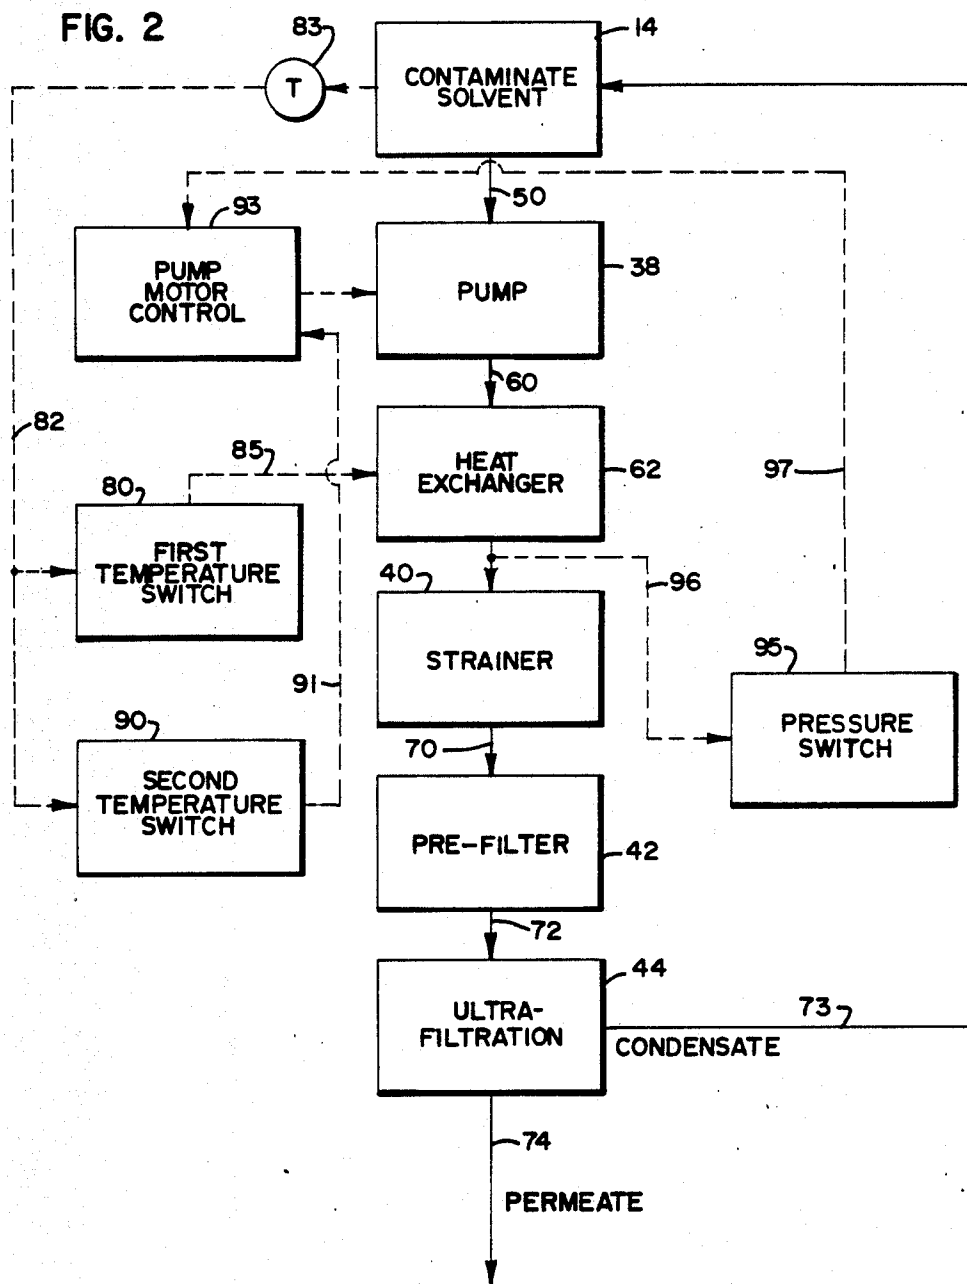 FIG. 2
83
14
T
CONTAMINATE
SOLVENT
50
93
PUMP
MOTOR
CONTROL
PUMP
38
60
82
85
HEAT
EXCHANGER
62
97
80
FIRST
TEMPERATURE
SWITCH
40
96
STRAINER
91
95
PRESSURE
SWITCH
70
90
SECOND
TEMPERATURE
SWITCH
PRE-FILTER
42
72
44
ULTRA-
FILTRATION
73
CONDENSATE
74
PERMEATE